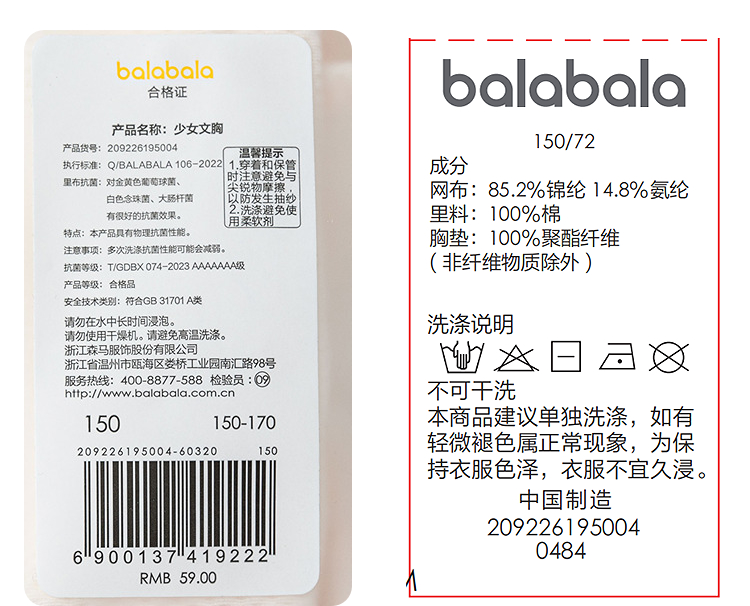 balabala
合格证
产品名称：少女文胸
产品货号：209226195004
执行标准：Q/BALABALA 106-2022
里布抗菌：对金黄色葡萄球菌、
白色念珠菌、大肠杆菌
有很好的抗菌效果。
温馨提示
1.穿着和保管
时注意避免与
尖锐物摩擦，
以防发生抽纱
2.洗涤避免使
用柔软剂
特点：本产品具有物理抗菌性能。
注意事项：多次洗涤抗菌性能可能会减弱。
抗菌等级：T/GDBX 074-2023 AAAAAAA级
产品等级：合格品
安全技术类别：符合GB 31701 A类
请勿在水中长时间浸泡。
请勿使用干燥机。请避免高温洗涤。
浙江森马服饰股份有限公司
浙江省温州市瓯海区娄桥工业园南汇路98号
服务热线：400-8877-588 检验员：09
http://www.balabala.com.cn
150 150-170
209226195004-60320 150
6 900137 419222
RMB 59.00
balabala
150/72
成分
网布：85.2%锦纶 14.8%氨纶
里料：100%棉
胸垫：100%聚酯纤维
（非纤维物质除外）
洗涤说明
不可干洗
本商品建议单独洗涤，如有
轻微褪色属正常现象，为保
持衣服色泽，衣服不宜久浸。
中国制造
209226195004
0484